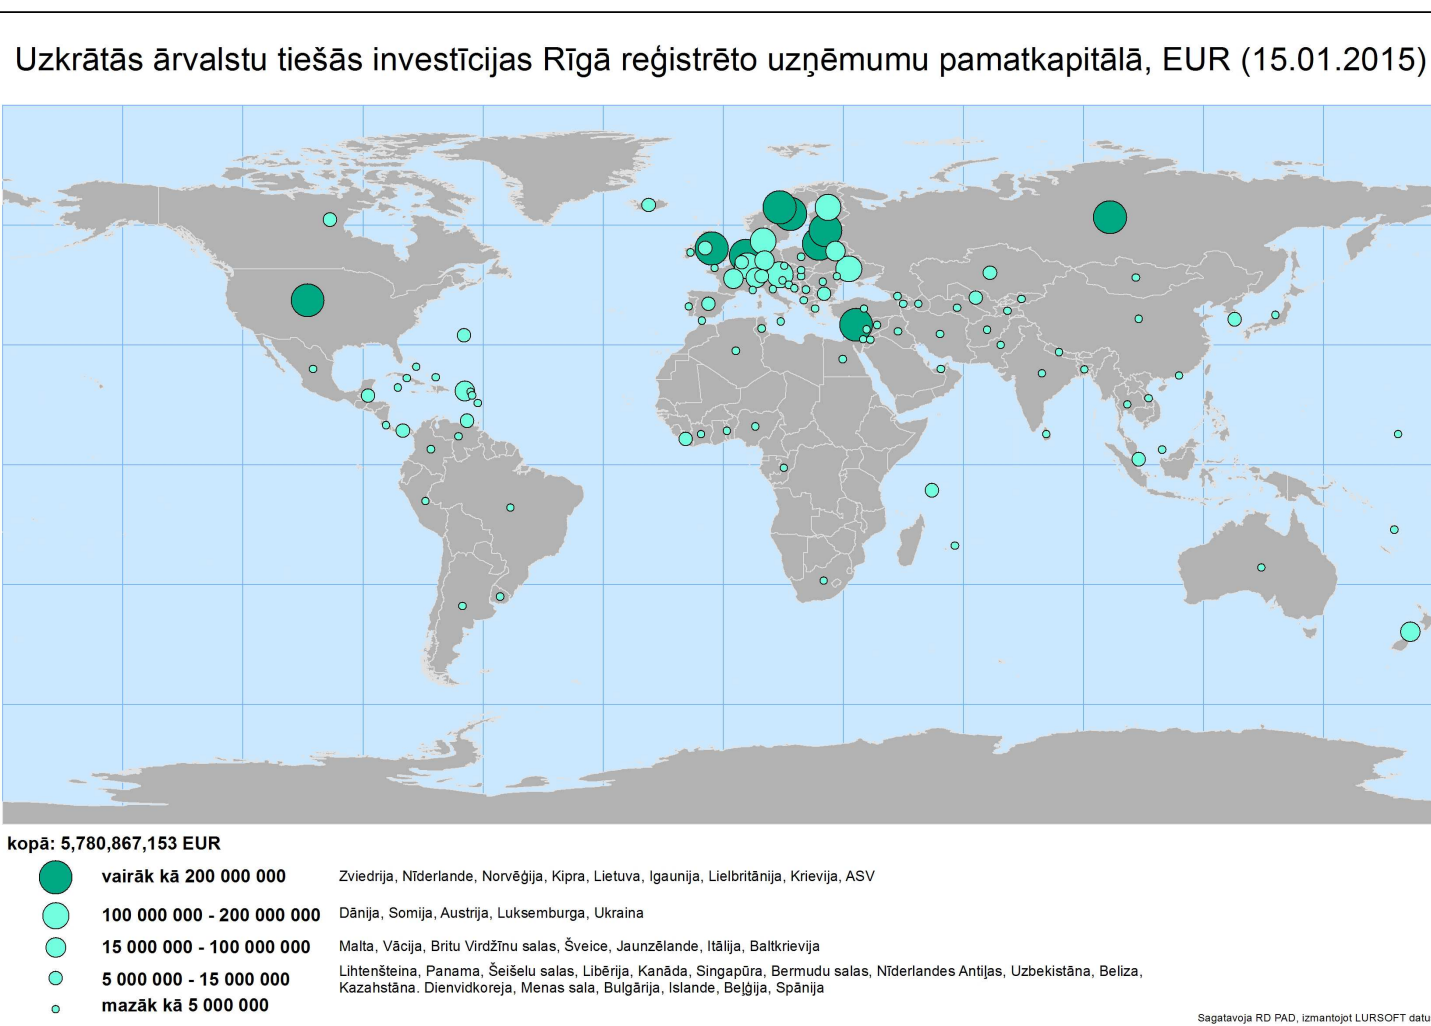 Uzkrātās ārvalstu tiešās investīcijas Rīgā reģistrēto uzņēmumu pamatkapitālā, EUR (15.01.2015)
kopā: 5,780,867,153 EUR
vairāk kā 200 000 000 Zviedrija, Nīderlande, Norvēģija, Kipra, Lietuva, Igaunija, Lielbritānija, Krievija, ASV
100 000 000 - 200 000 000 Dānija, Somija, Austrija, Luksemburga, Ukraina
15 000 000 - 100 000 000 Malta, Vācija, Britu Virdžīnu salas, Šveice, Jaunzēlande, Itālija, Baltkrievija
5 000 000 - 15 000 000 Lihtenšteina, Panama, Šeišelu salas, Libērija, Kanāda, Singapūra, Bermudu salas, Nīderlandes Antiļas, Uzbekistāna, Beliza,
Kazahstāna. Dienvidkoreja, Menas sala, Bulgārija, Islande, Beļģija, Spānija
mazāk kā 5 000 000
Sagatavoja RD PAD, izmantojot LURSOFT datu